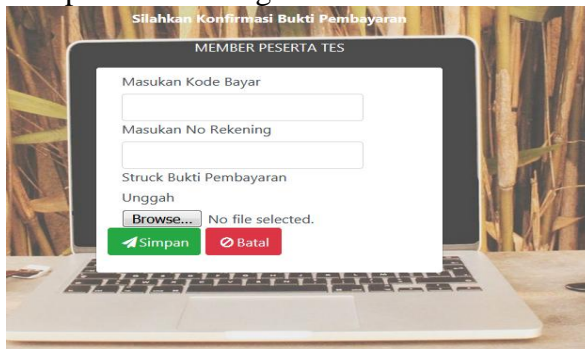 Silahkan Konfirmasi Bukti Pembayaran
MEMBER PESERTA TES
Masukan Kode Bayar
Masukan No Rekening
Struck Bukti Pembayaran
Unggah
Browse... No file selected.
Simpan Batal